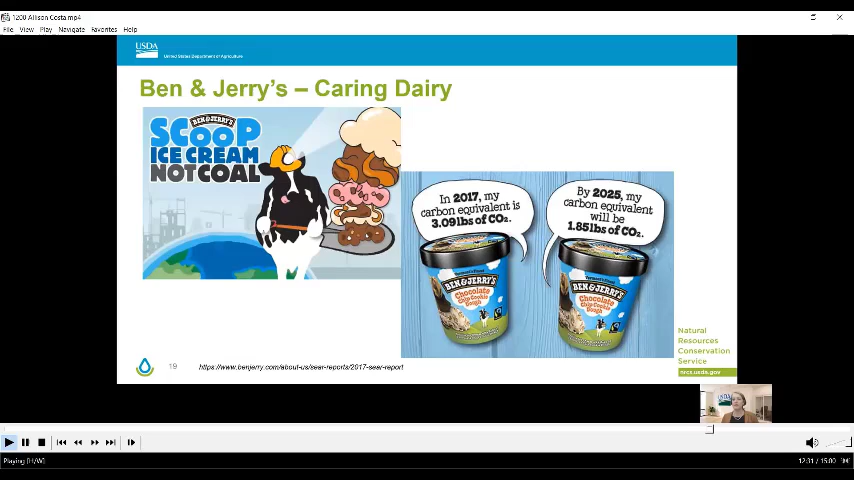 1200 Allison Costa.mp4
File View Play Navigate Favorites Help
USDA
United States Department of Agriculture
Ben & Jerry's – Caring Dairy
BEN & JERRY'S
SCOOP
ICE CREAM
NOT COAL
In 2017, my
carbon equivalent is
3.09lbs of CO2.
By 2025, my
carbon equivalent
will be
1.85lbs of CO2.
BEN & JERRY'S
Chocolate
Chip Cookie
Dough
BEN & JERRY'S
Chocolate
Chip Cookie
Dough
Natural
Resources
Conservation
Service
nrcs.usda.gov
19
https://www.benjerry.com/about-us/sear-reports/2017-sear-report
USDA
Playing [H/W]
12:31 / 15:00